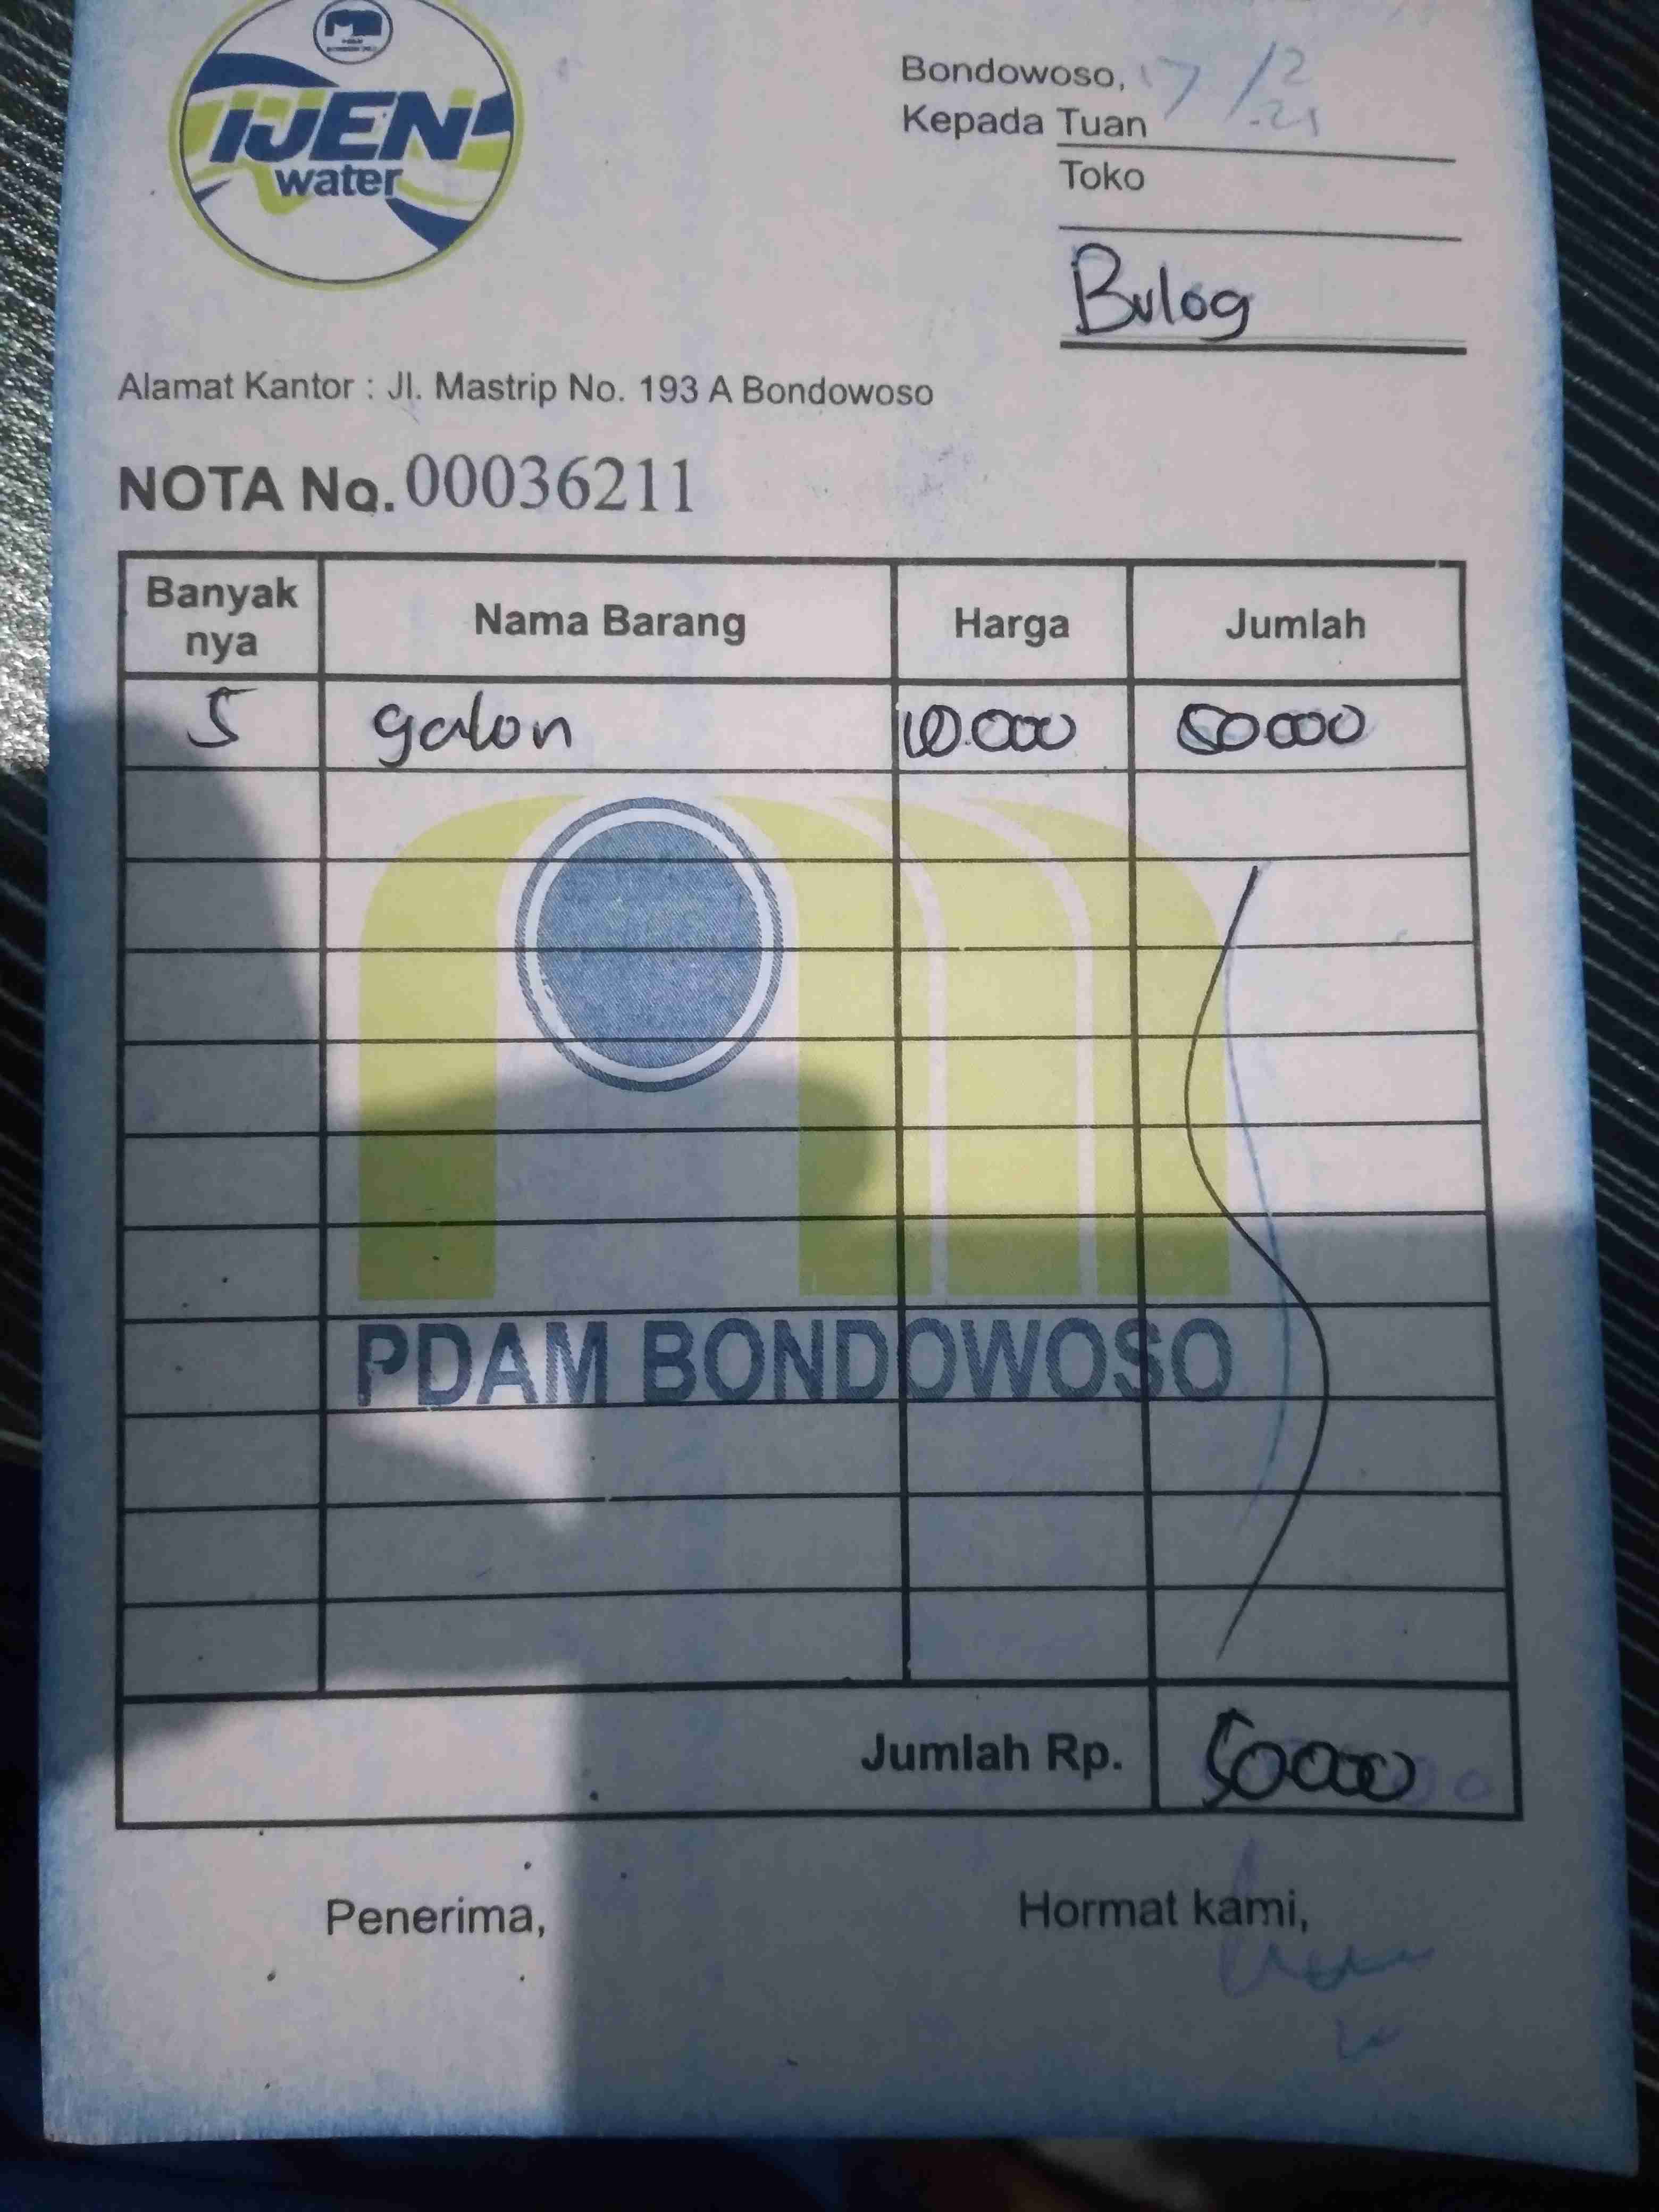 IJEN
water
Bondowoso, 17/2
-21
Kepada Tuan
Toko
Bulog
Alamat Kantor : Jl. Mastrip No. 193 A Bondowoso
NOTA No. 00036211
Banyak nya Nama Barang Harga Jumlah
5 galon 10.000 50000
PDAM BONDOWOSO
Jumlah Rp. 50000
Penerima, Hormat kami,